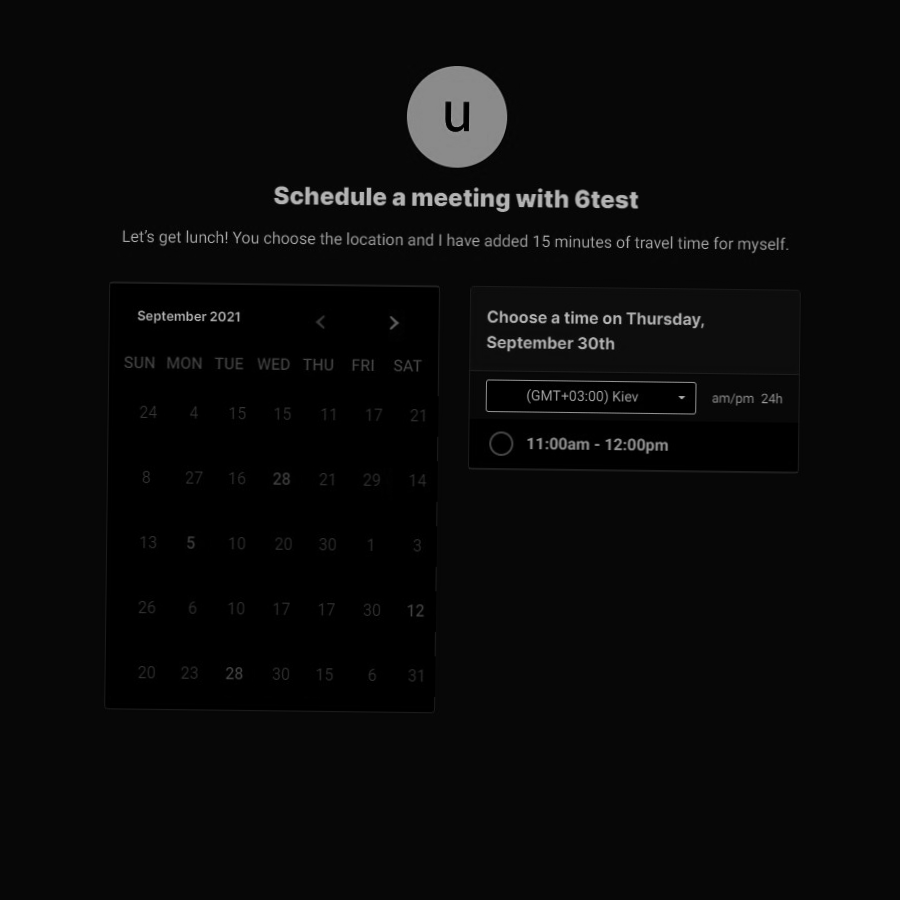 u
Schedule a meeting with 6test
Let's get lunch! You choose the location and I have added 15 minutes of travel time for myself.
September 2021
SUN MON TUE WED THU FRI SAT
24 4 15 15 11 17 21
8 27 16 28 21 29 14
13 5 10 20 30 1 3
26 6 10 17 17 30 12
20 23 28 30 15 6 31
Choose a time on Thursday,
September 30th
(GMT+03:00) Kiev am/pm 24h
11:00am - 12:00pm